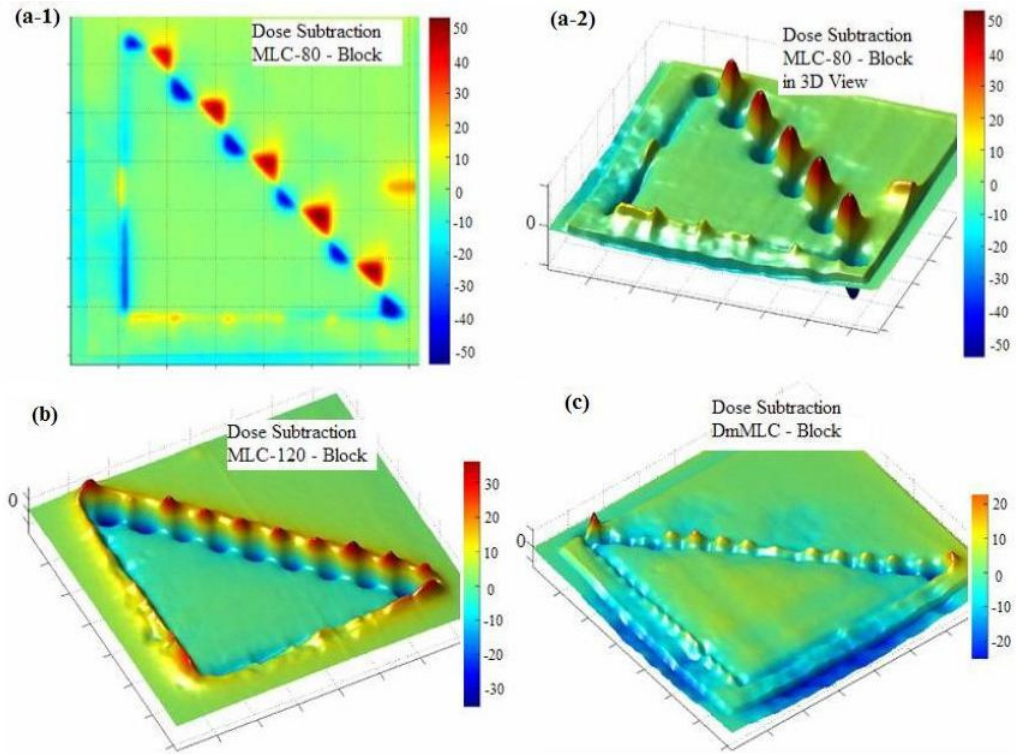 (a-1)
Dose Subtraction
MLC-80 - Block
50
40
30
20
10
0
-10
-20
-30
-40
-50
(a-2)
Dose Subtraction
MLC-80 - Block
in 3D View
0
50
40
30
20
10
0
-10
-20
-30
-40
-50
(b)
Dose Subtraction
MLC-120 - Block
0
30
20
10
0
-10
-20
-30
(c)
Dose Subtraction
DmMLC - Block
0
20
10
0
-10
-20